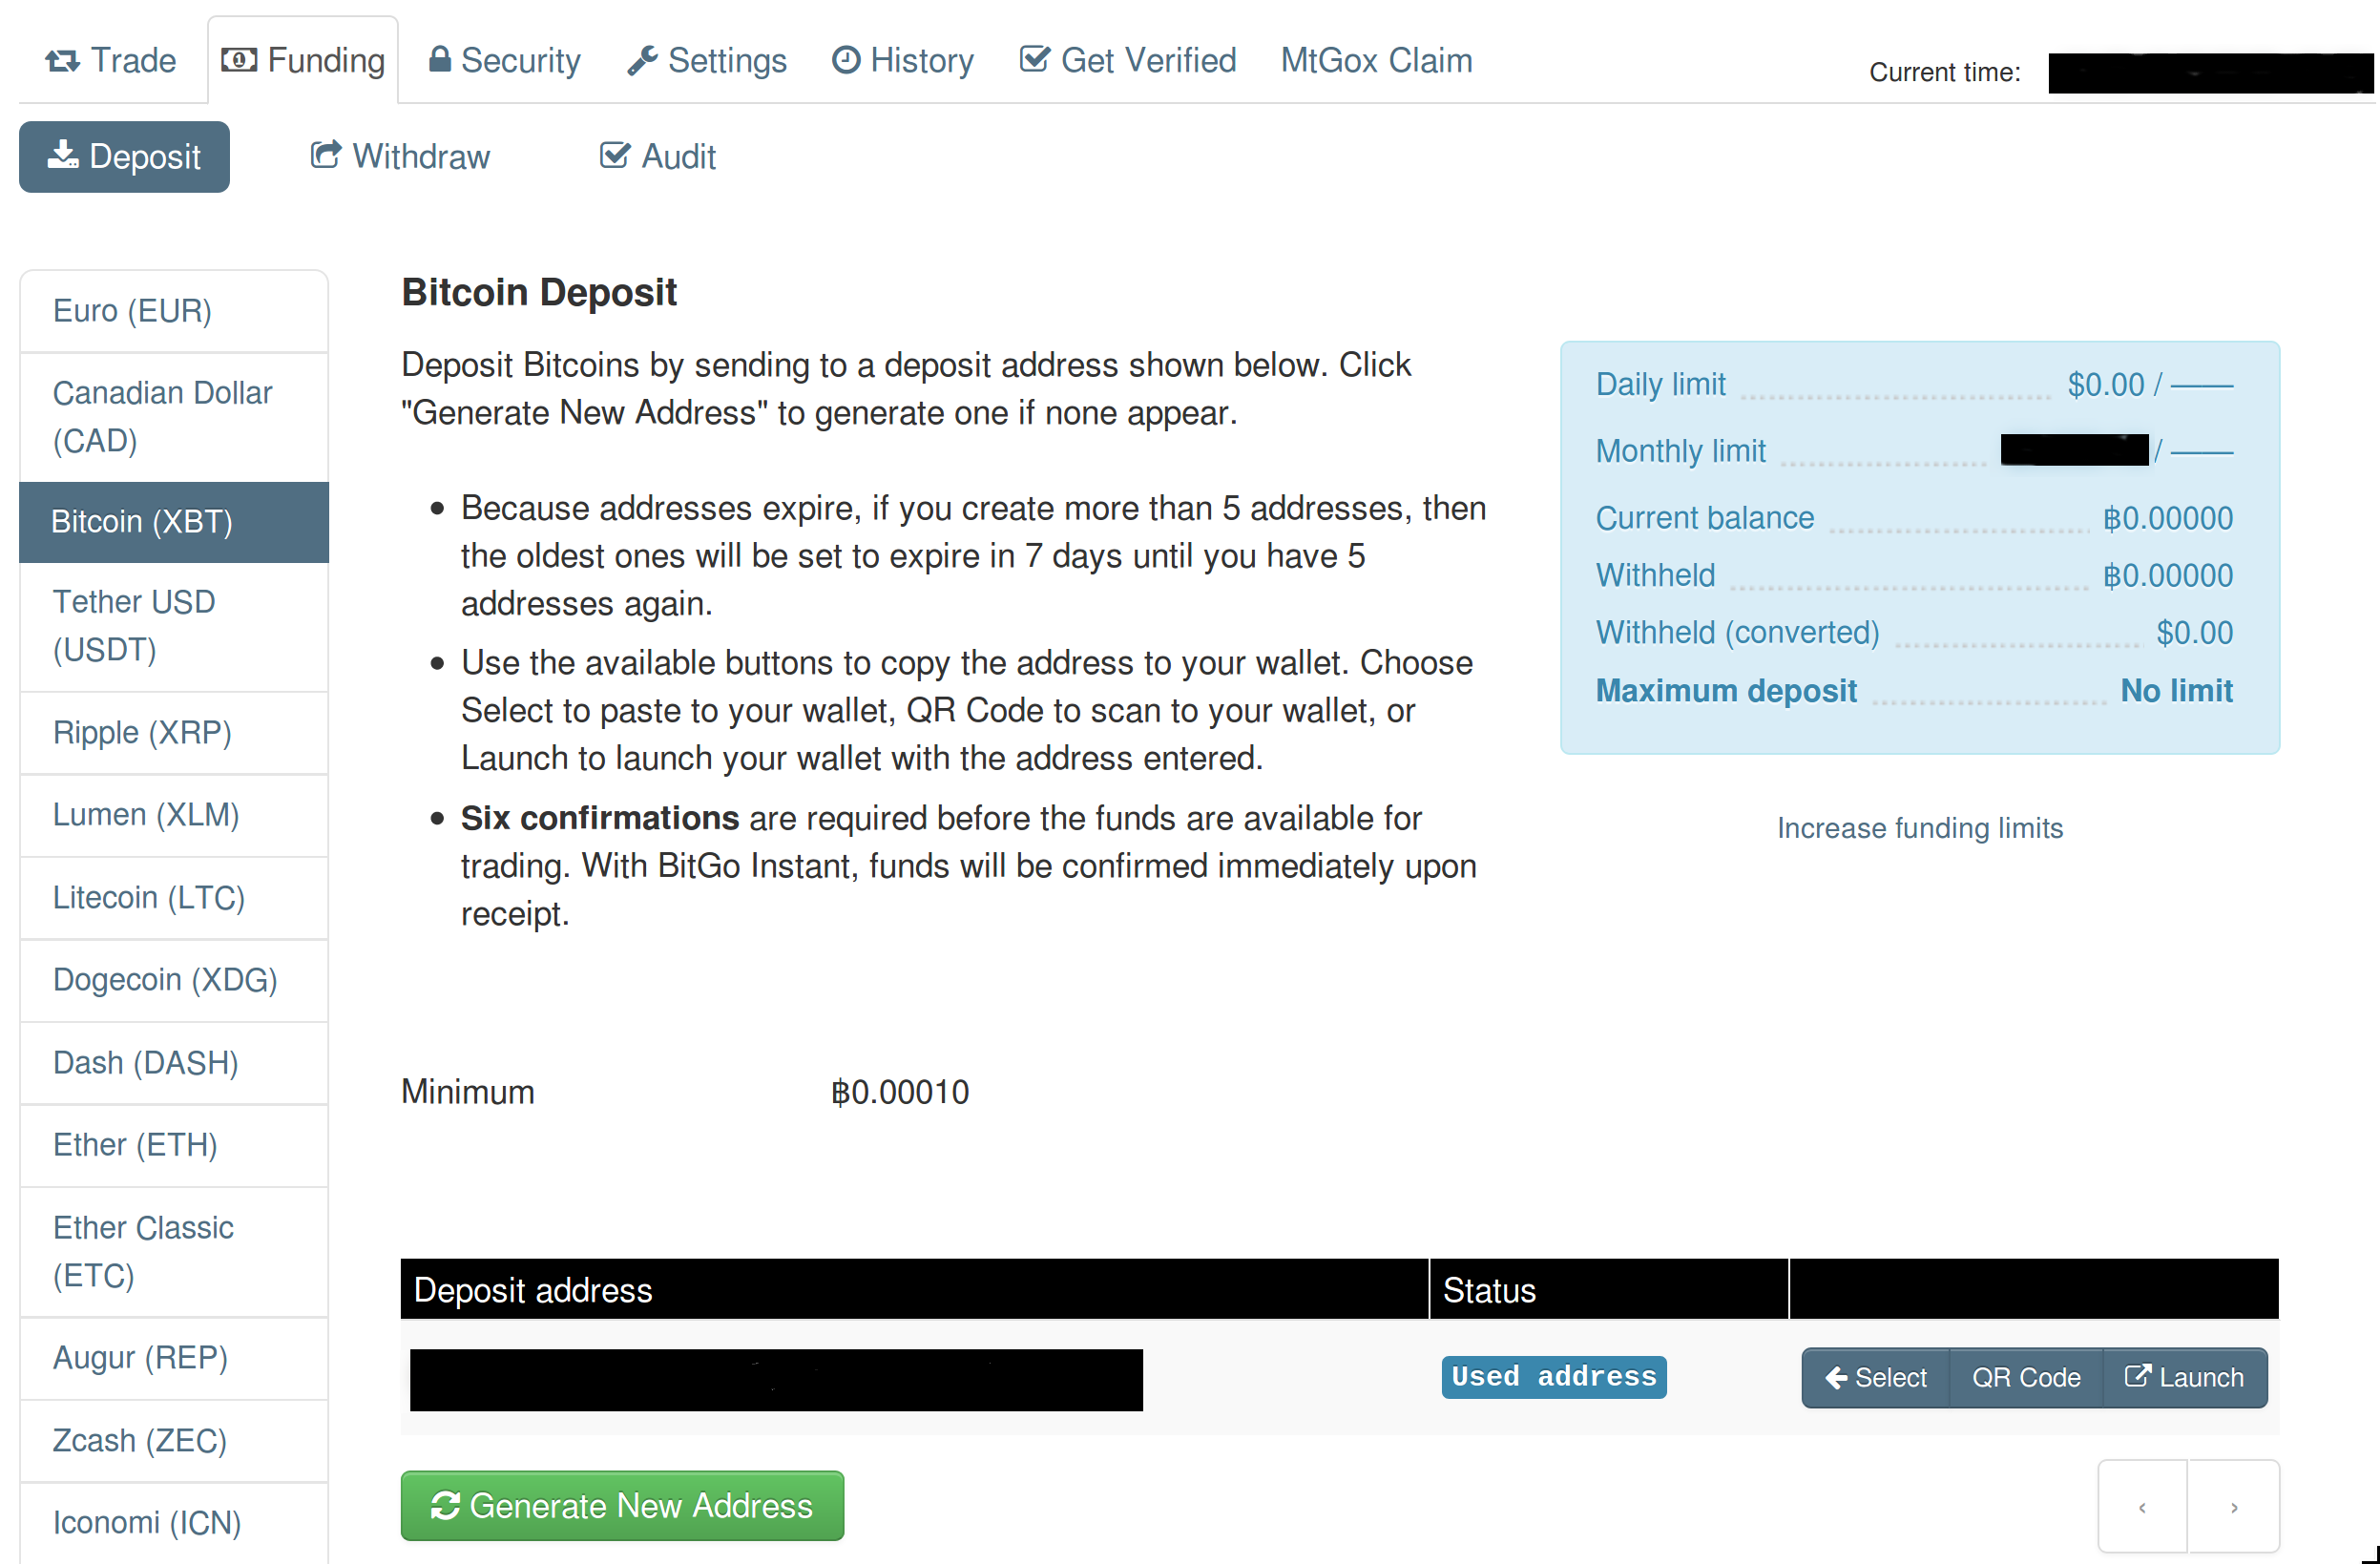 Trade Funding Security Settings History Get Verified MtGox Claim
Current time:
Deposit Withdraw Audit
Euro (EUR)
Canadian Dollar
(CAD)
Bitcoin (XBT)
Tether USD
(USDT)
Ripple (XRP)
Lumen (XLM)
Litecoin (LTC)
Dogecoin (XDG)
Dash (DASH)
Ether (ETH)
Ether Classic
(ETC)
Augur (REP)
Zcash (ZEC)
Iconomi (ICN)
Bitcoin Deposit
Deposit Bitcoins by sending to a deposit address shown below. Click
"Generate New Address" to generate one if none appear.
• Because addresses expire, if you create more than 5 addresses, then
the oldest ones will be set to expire in 7 days until you have 5
addresses again.
• Use the available buttons to copy the address to your wallet. Choose
Select to paste to your wallet, QR Code to scan to your wallet, or
Launch to launch your wallet with the address entered.
• Six confirmations are required before the funds are available for
trading. With BitGo Instant, funds will be confirmed immediately upon
receipt.
Daily limit $0.00 / ——
Monthly limit / ——
Current balance ฿0.00000
Withheld ฿0.00000
Withheld (converted) $0.00
Maximum deposit No limit
Increase funding limits
Minimum ฿0.00010
Deposit address Status
Used address Select QR Code Launch
Generate New Address ‹ ›